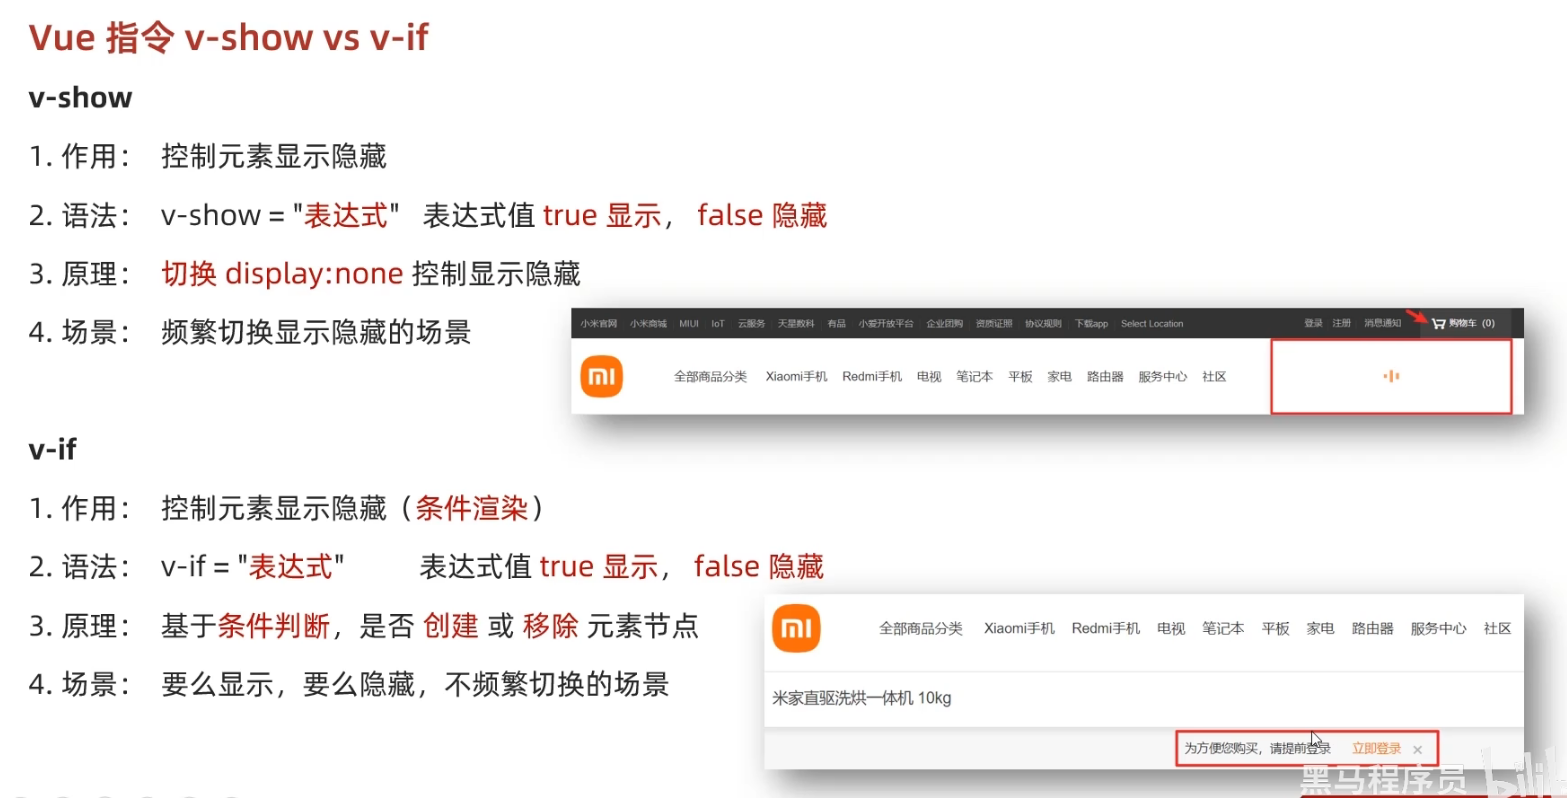 Vue 指令 v-show vs v-if
v-show
1. 作用： 控制元素显示隐藏
2. 语法： v-show = "表达式" 表达式值 true 显示， false 隐藏
3. 原理： 切换 display:none 控制显示隐藏
4. 场景： 频繁切换显示隐藏的场景
小米官网 小米商城 MIUI IoT 云服务 天星数科 有品 小爱开放平台 企业团购 资质证照 协议规则 下载app Select Location 登录 注册 消息通知 购物车 (0)
全部商品分类 Xiaomi手机 Redmi手机 电视 笔记本 平板 家电 路由器 服务中心 社区
v-if
1. 作用： 控制元素显示隐藏（条件渲染）
2. 语法： v-if = "表达式" 表达式值 true 显示， false 隐藏
3. 原理： 基于条件判断，是否 创建 或 移除 元素节点
4. 场景： 要么显示，要么隐藏，不频繁切换的场景
全部商品分类 Xiaomi手机 Redmi手机 电视 笔记本 平板 家电 路由器 服务中心 社区
米家直驱洗烘一体机 10kg
为方便您购买，请提前登录 立即登录 ×
黑马程序员